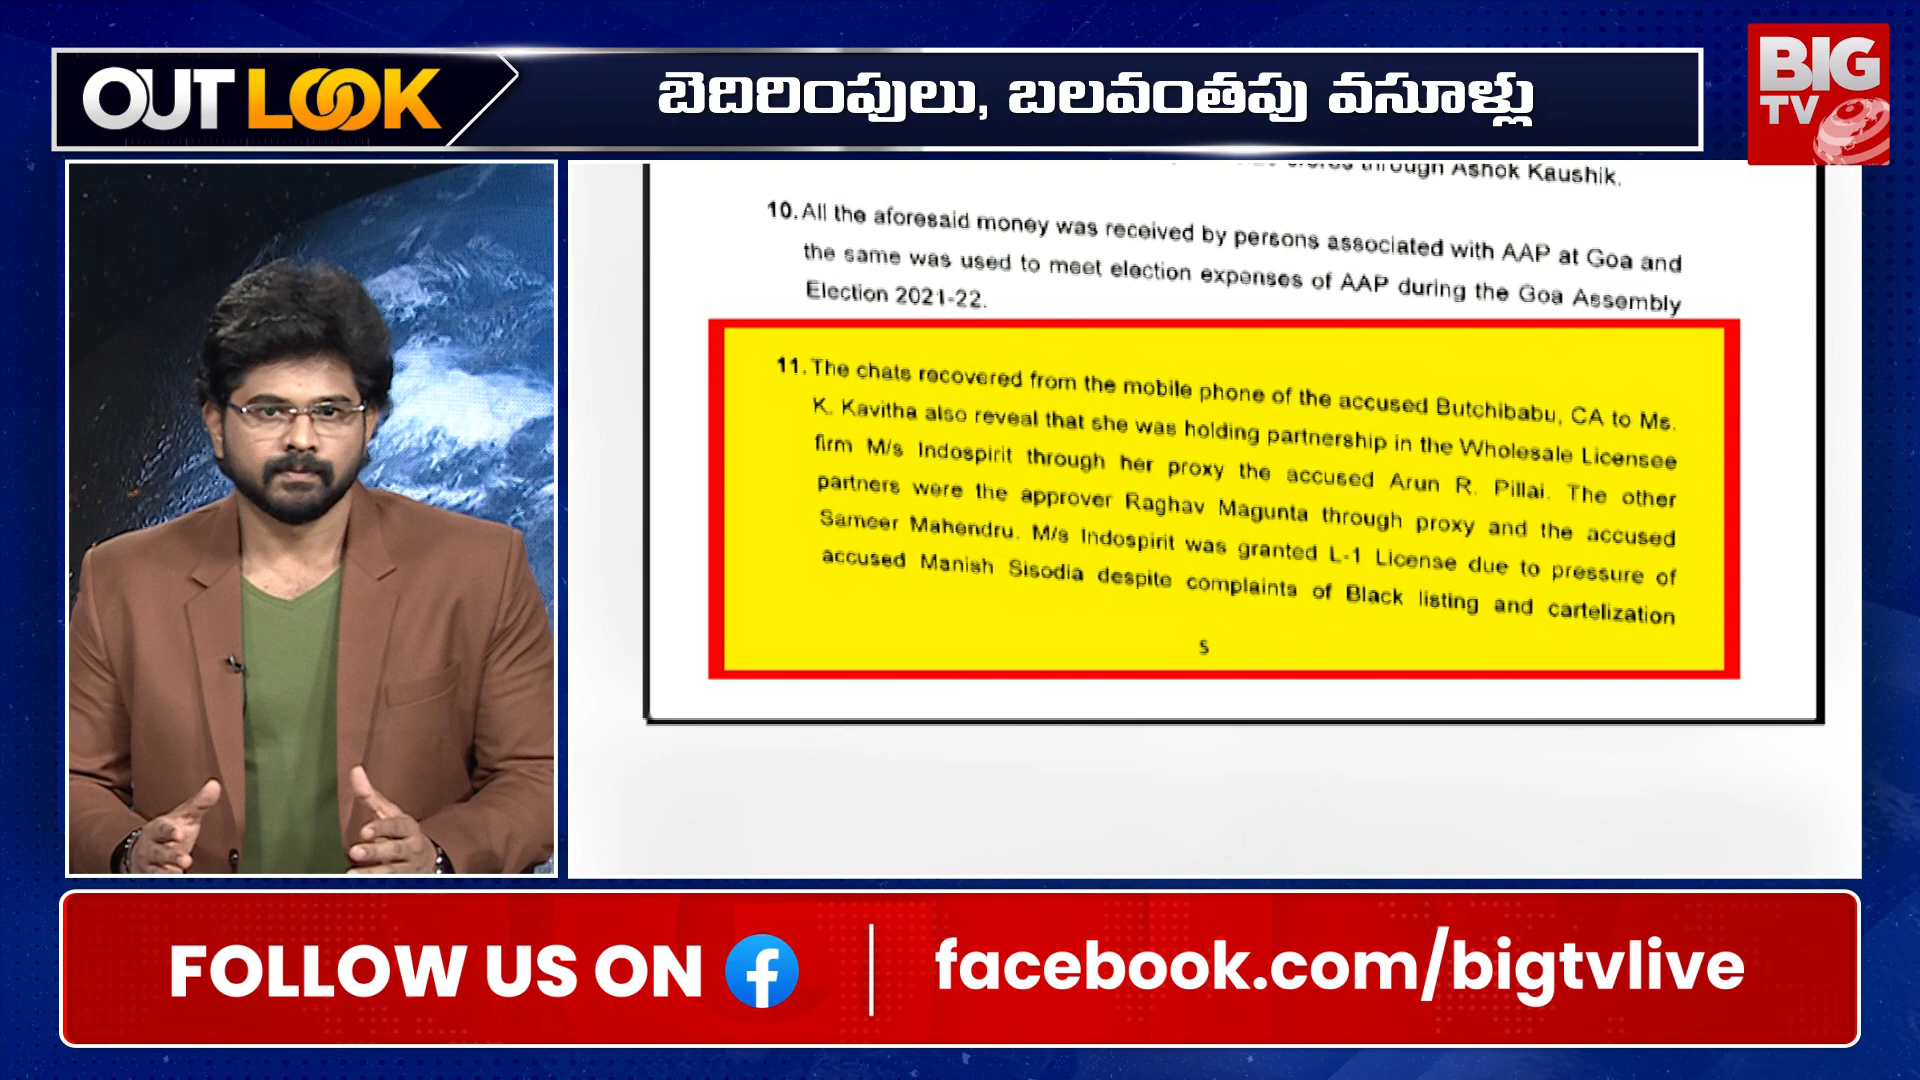 OUTLOOK
బెదిరింపులు, బలవంతపు వసూళ్లు
BIG
TV
through Ashok Kaushik.
10. All the aforesaid money was received by persons associated with AAP at Goa and
the same was used to meet election expenses of AAP during the Goa Assembly
Election 2021-22.
11. The chats recovered from the mobile phone of the accused Butchibabu, CA to Ms.
K. Kavitha also reveal that she was holding partnership in the Wholesale Licensee
firm M/s Indospirit through her proxy the accused Arun R. Pillai. The other
partners were the approver Raghav Magunta through proxy and the accused
Sameer Mahendru. M/s Indospirit was granted L-1 License due to pressure of
accused Manish Sisodia despite complaints of Black listing and cartelization
5
FOLLOW US ON
facebook.com/bigtvlive